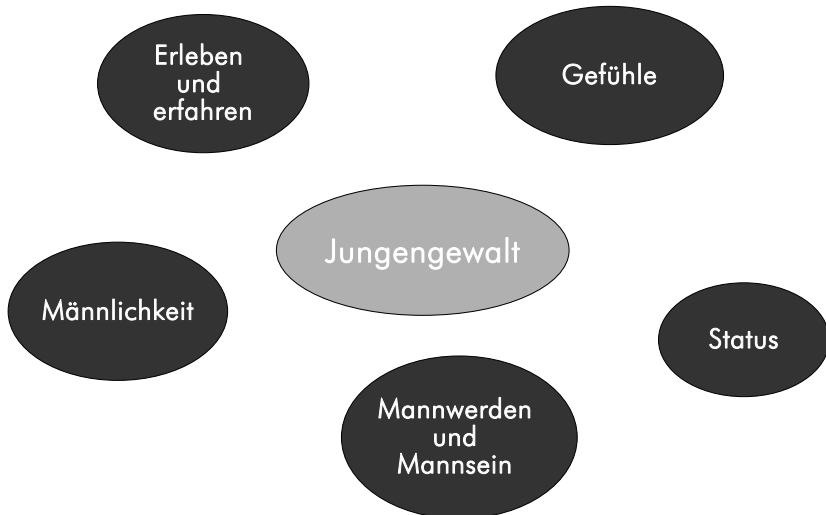 Erleben
und
erfahren
Gefühle
Jungengewalt
Männlichkeit
Status
Mannwerden
und
Mannsein